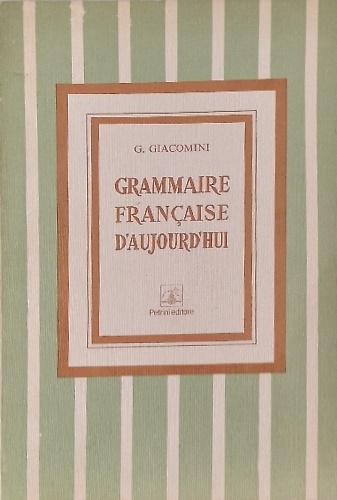 G. GIACOMINI
GRAMMAIRE
FRANÇAISE
D'AUJOURD'HUI
Petrini editore